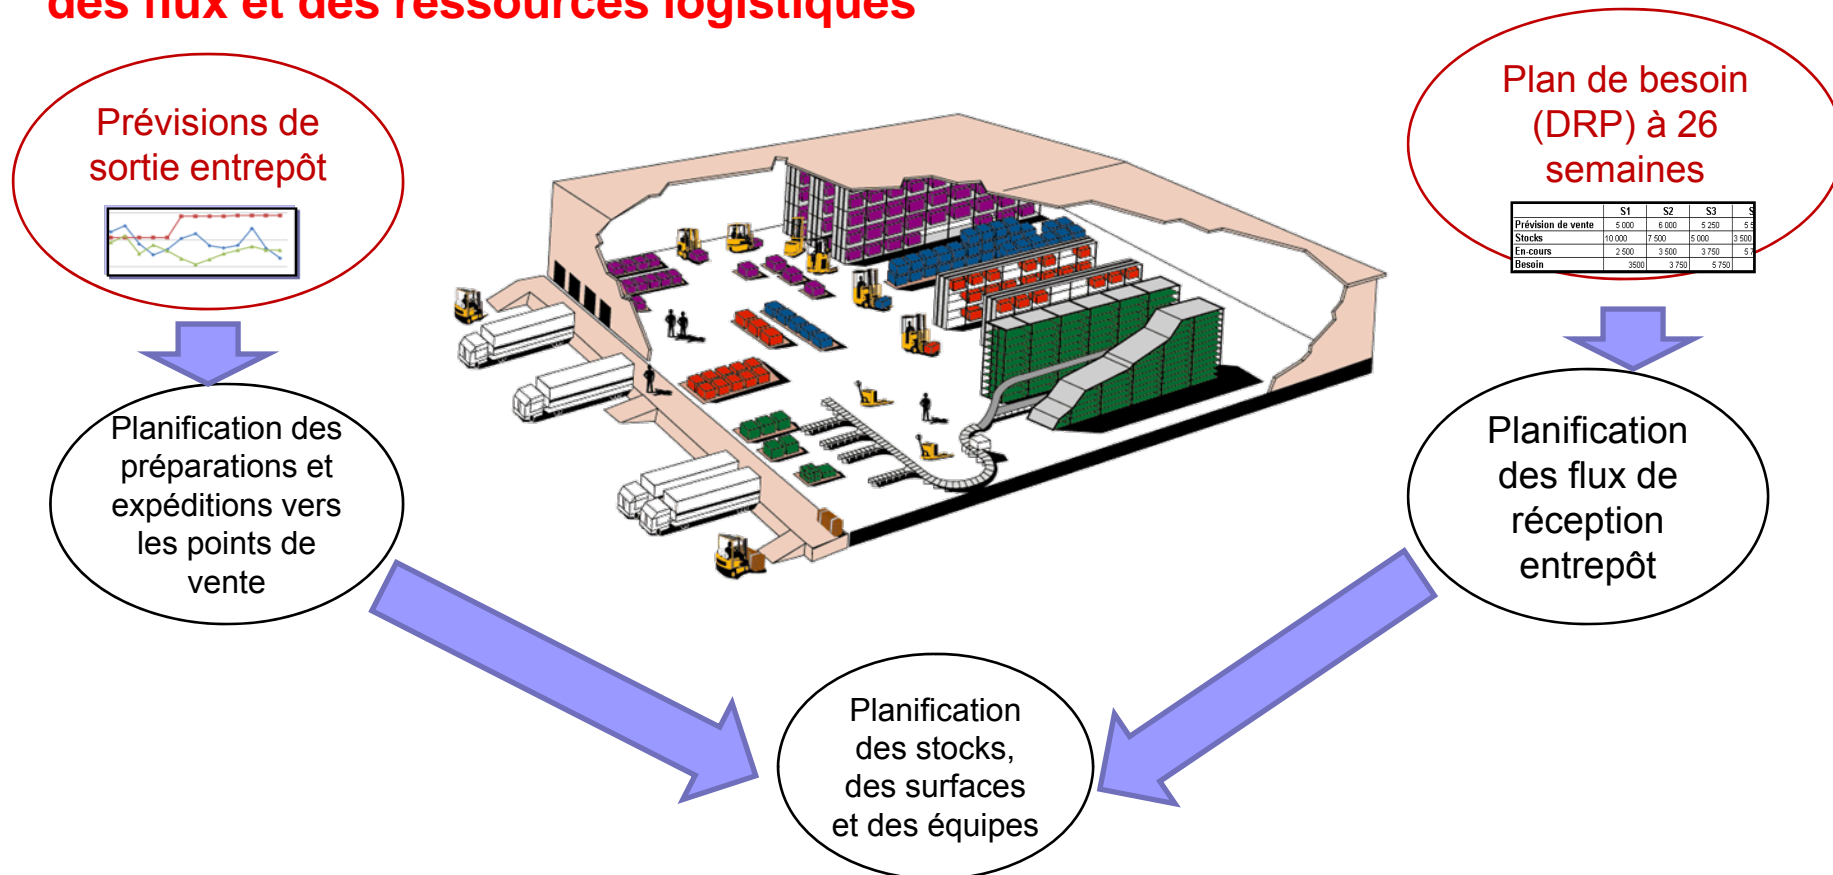 des flux et des ressources logistiques
Prévisions de
sortie entrepôt
Plan de besoin
(DRP) à 26
semaines
S1 S2 S3
Prévision de vente 5 000 6 000 5 250
Stocks 10 000 7 500 5 000 3 500
En-cours 2 500 3 500 3 750
Besoin 3500 3 750 5 750
Planification des
préparations et
expéditions vers
les points de
vente
Planification
des flux de
réception
entrepôt
Planification
des stocks,
des surfaces
et des équipes